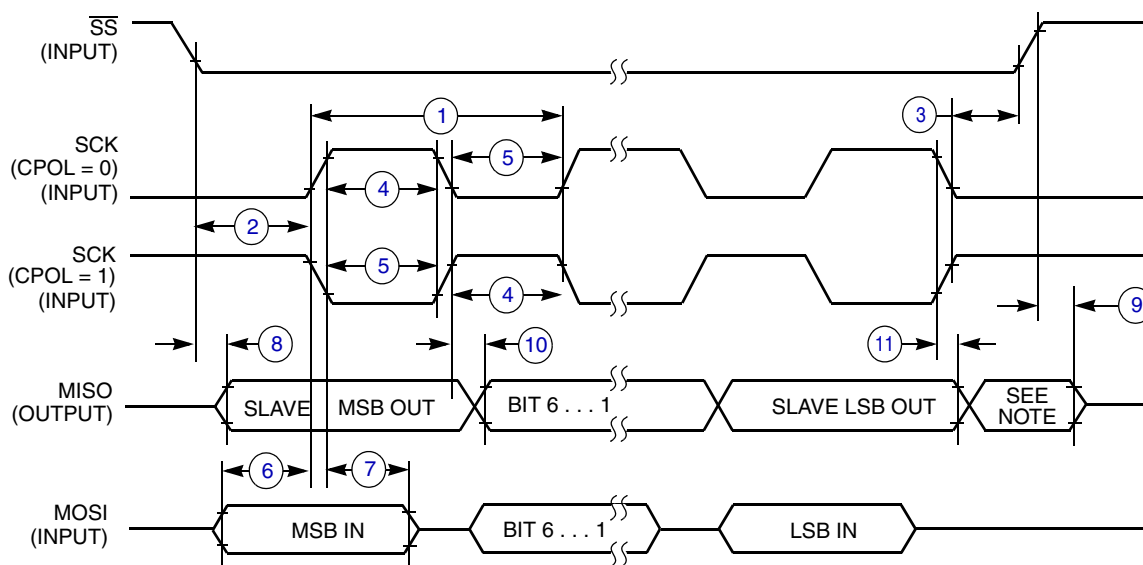 SS
(INPUT)
1
3
SCK
(CPOL = 0)
(INPUT)
5
4
2
SCK
(CPOL = 1)
(INPUT)
5
4
9
8
10
11
MISO
(OUTPUT)
SLAVE
MSB OUT
BIT 6 . . . 1
SLAVE LSB OUT
SEE
NOTE
6
7
MOSI
(INPUT)
MSB IN
BIT 6 . . . 1
LSB IN